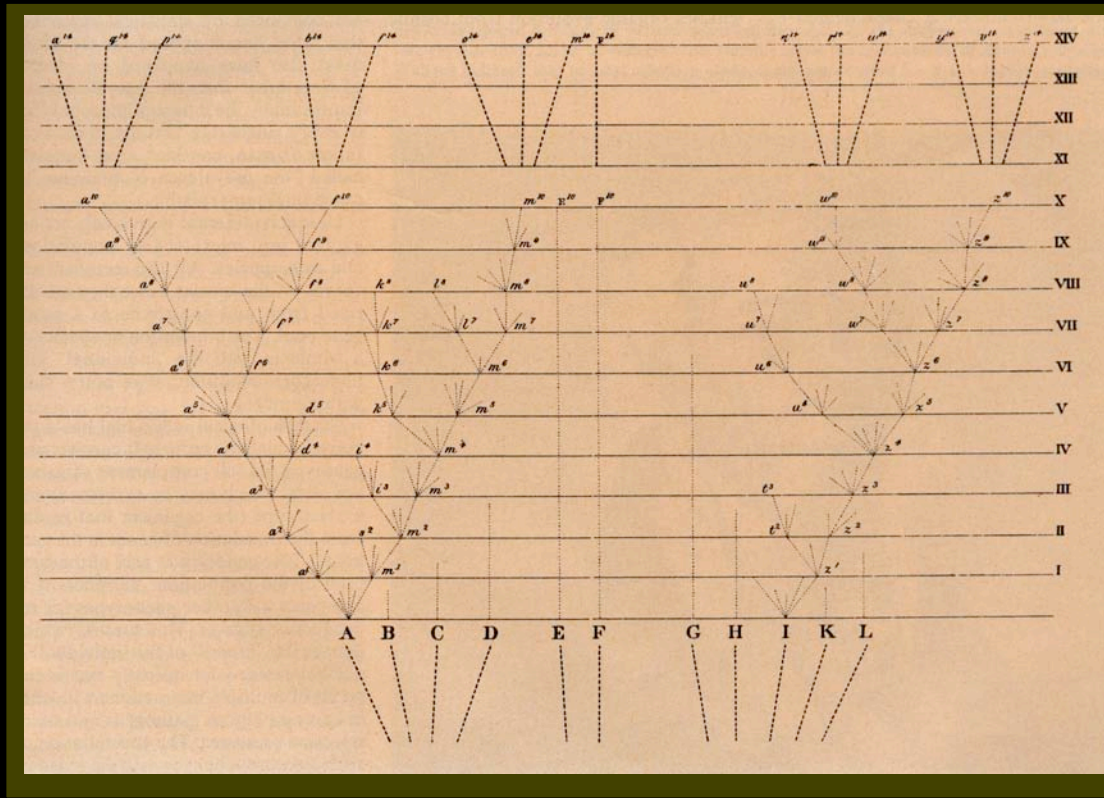 a¹⁴ q¹⁴ p¹⁴ b¹⁴ f¹⁴ o¹⁴ e¹⁴ m¹⁴ F¹⁴ n¹⁴ r¹⁴ w¹⁴ y¹⁴ v¹⁴ z¹⁴ XIV
XIII
XII
XI
a¹⁰ f¹⁰ m¹⁰ E¹⁰ F¹⁰ w¹⁰ z¹⁰ X
a⁹ f⁹ m⁹ w⁹ z⁹ IX
a⁸ f⁸ k⁸ l⁸ m⁸ u⁸ w⁸ z⁸ VIII
a⁷ f⁷ k⁷ l⁷ m⁷ u⁷ w⁷ z⁷ VII
a⁶ f⁶ k⁶ m⁶ u⁶ z⁶ VI
a⁵ d⁵ k⁵ m⁵ u⁵ z⁵ V
a⁴ d⁴ i⁴ m⁴ z⁴ IV
a³ i³ m³ t³ z³ III
a² s² m² t² z² II
a¹ m¹ z¹ I
A B C D E F G H I K L